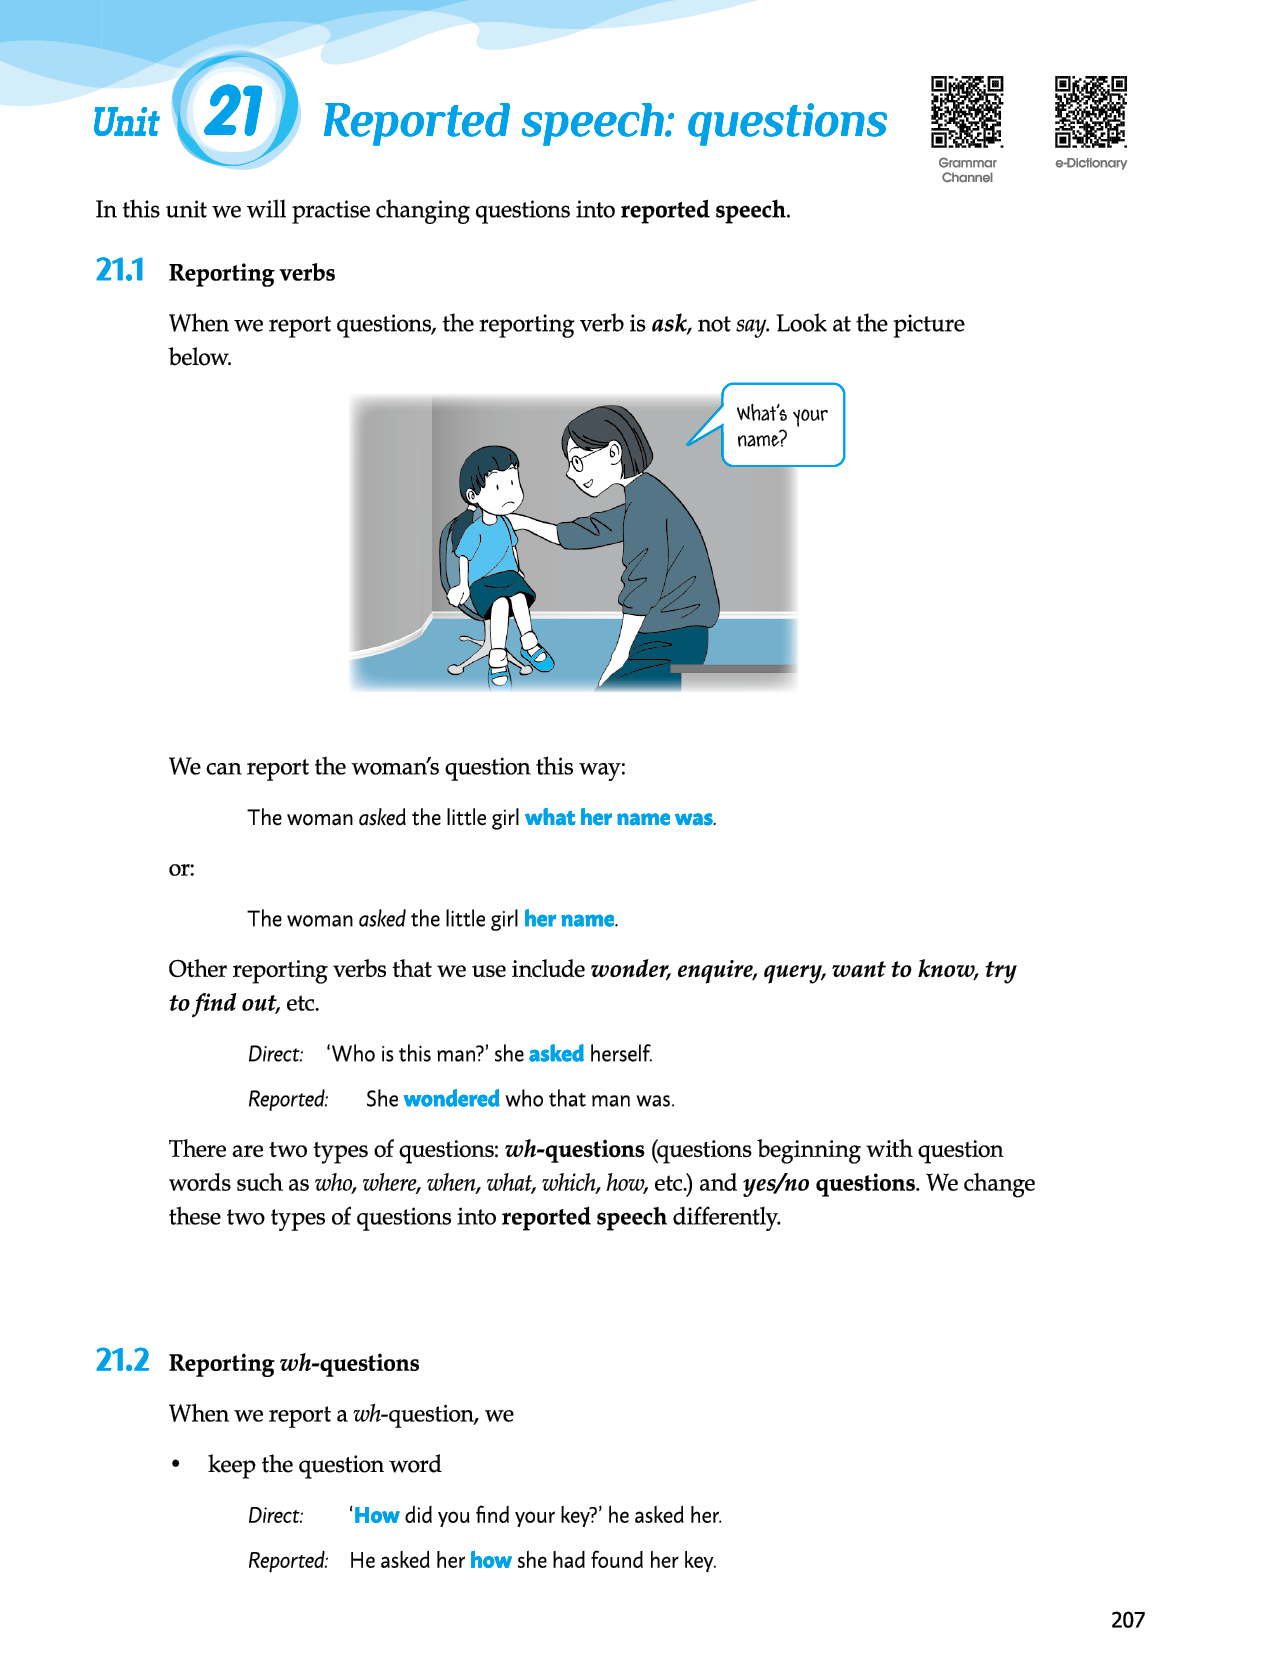 Unit 21 Reported speech: questions
Grammar
Channel
e-Dictionary
In this unit we will practise changing questions into reported speech.
21.1 Reporting verbs
When we report questions, the reporting verb is ask, not say. Look at the picture
below.
What's your
name?
We can report the woman's question this way:
The woman asked the little girl what her name was.
or:
The woman asked the little girl her name.
Other reporting verbs that we use include wonder, enquire, query, want to know, try
to find out, etc.
Direct: ‘Who is this man?’ she asked herself.
Reported: She wondered who that man was.
There are two types of questions: wh-questions (questions beginning with question
words such as who, where, when, what, which, how, etc.) and yes/no questions. We change
these two types of questions into reported speech differently.
21.2 Reporting wh-questions
When we report a wh-question, we
• keep the question word
Direct: ‘How did you find your key?’ he asked her.
Reported: He asked her how she had found her key.
207